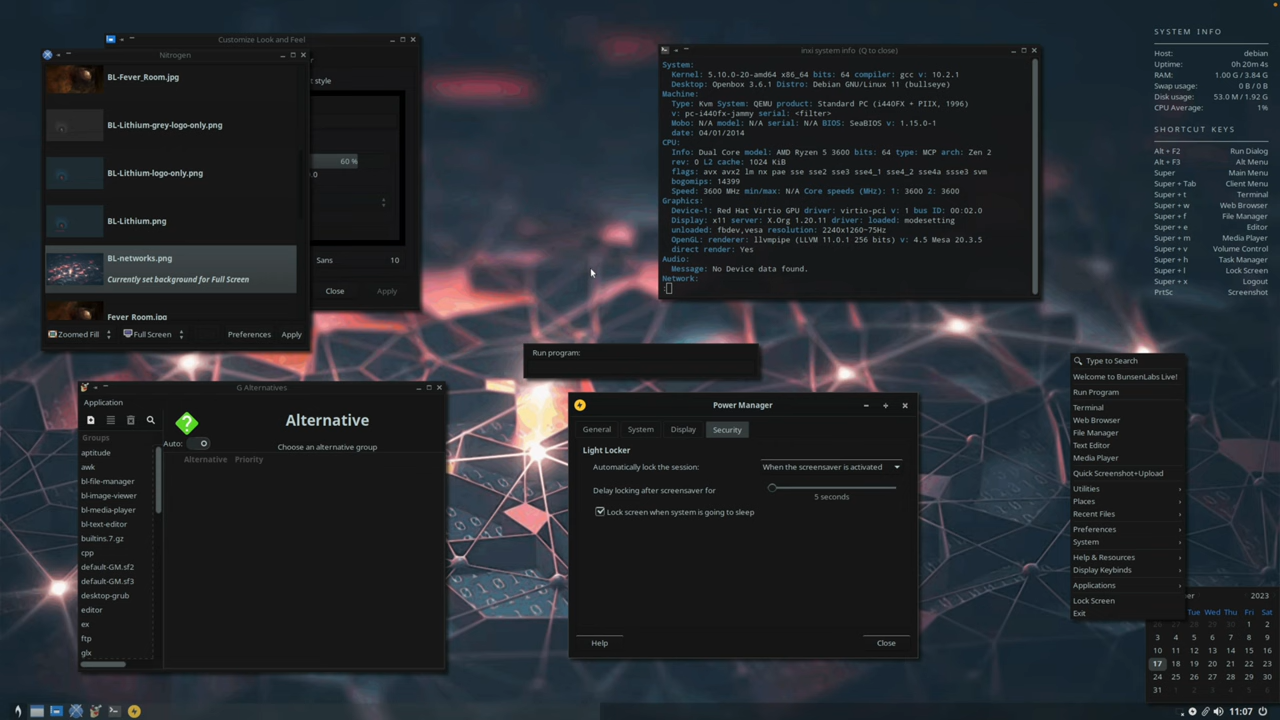 Customize Look and Feel
Nitrogen
t style
BL-Fever_Room.jpg
BL-Lithium-grey-logo-only.png
60 %
BL-Lithium-logo-only.png
.0
BL-Lithium.png
BL-networks.png
Currently set background for Full Screen
Sans 10
Close Apply
Fever_Room.jpg
Zoomed Fill Full Screen Preferences Apply
inxi system info (Q to close)
System:
Kernel: 5.10.0-20-amd64 x86_64 bits: 64 compiler: gcc v: 10.2.1
Desktop: Openbox 3.6.1 Distro: Debian GNU/Linux 11 (bullseye)
Machine:
Type: Kvm System: QEMU product: Standard PC (i440FX + PIIX, 1996)
v: pc-i440fx-jammy serial: <filter>
Mobo: N/A model: N/A serial: N/A BIOS: SeaBIOS v: 1.15.0-1
date: 04/01/2014
CPU:
Info: Dual Core model: AMD Ryzen 5 3600 bits: 64 type: MCP arch: Zen 2
rev: 0 L2 cache: 1024 KiB
flags: avx avx2 lm nx pae sse sse2 sse3 sse4_1 sse4_2 sse4a ssse3 svm
bogomips: 14399
Speed: 3600 MHz min/max: N/A Core speeds (MHz): 1: 3600 2: 3600
Graphics:
Device-1: Red Hat Virtio GPU driver: virtio-pci v: 1 bus ID: 00:02.0
Display: x11 server: X.Org 1.20.11 driver: loaded: modesetting
unloaded: fbdev,vesa resolution: 2240x1260~75Hz
OpenGL: renderer: llvmpipe (LLVM 11.0.1 256 bits) v: 4.5 Mesa 20.3.5
direct render: Yes
Audio:
Message: No Device data found.
Network:
:
SYSTEM INFO
Host: debian
Uptime: 0h 20m 4s
RAM: 1.00 G / 3.84 G
Swap usage: 0 B / 0 B
Disk usage: 53.0 M / 1.92 G
CPU Average: 1%
SHORTCUT KEYS
Alt + F2 Run Dialog
Alt + F3 Alt Menu
Super Main Menu
Super + Tab Client Menu
Super + t Terminal
Super + w Web Browser
Super + f File Manager
Super + e Editor
Super + m Media Player
Super + v Volume Control
Super + h Task Manager
Super + l Lock Screen
Super + x Logout
PrtSc Screenshot
Run program:
G Alternatives
Application
Alternative
Choose an alternative group
Auto:
Groups
Alternative Priority
aptitude
awk
bl-file-manager
bl-image-viewer
bl-media-player
bl-text-editor
builtins.7.gz
cpp
default-GM.sf2
default-GM.sf3
desktop-grub
editor
ex
ftp
glx
Power Manager
General System Display Security
Light Locker
Automatically lock the session: When the screensaver is activated
Delay locking after screensaver for
5 seconds
Lock screen when system is going to sleep
Help Close
Type to Search
Welcome to BunsenLabs Live!
Run Program
Terminal
Web Browser
File Manager
Text Editor
Media Player
Quick Screenshot+Upload
Utilities
Places
Recent Files
Preferences
System
Help & Resources
Display Keybinds
Applications
Lock Screen
Exit
ber 2023
Tue Wed Thu Fri Sat
26 27 28 29 30 1 2
3 4 5 6 7 8 9
10 11 12 13 14 15 16
17 18 19 20 21 22 23
24 25 26 27 28 29 30
31 1 2 3 4 5 6
11:07